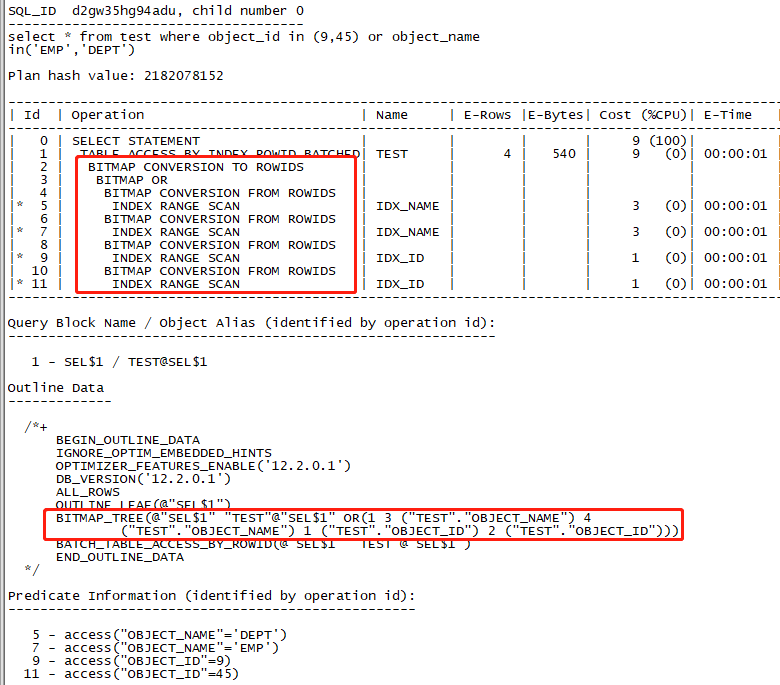 SQL_ID  d2gw35hg94adu, child number 0
-------------------------------------
select * from test where object_id in (9,45) or object_name
in('EMP','DEPT')
Plan hash value: 2182078152
--------------------------------------------------------------------------------------------------
| Id  | Operation                           | Name     | E-Rows |E-Bytes| Cost (%CPU)| E-Time   |
--------------------------------------------------------------------------------------------------
|   0 | SELECT STATEMENT                    |          |        |       |     9 (100)|          |
|   1 |  TABLE ACCESS BY INDEX ROWID BATCHED| TEST     |      4 |   540 |     9   (0)| 00:00:01 |
|   2 |   BITMAP CONVERSION TO ROWIDS       |          |        |       |            |          |
|   3 |    BITMAP OR                        |          |        |       |            |          |
|   4 |     BITMAP CONVERSION FROM ROWIDS   |          |        |       |            |          |
|*  5 |      INDEX RANGE SCAN               | IDX_NAME |        |       |     3   (0)| 00:00:01 |
|   6 |     BITMAP CONVERSION FROM ROWIDS   |          |        |       |            |          |
|*  7 |      INDEX RANGE SCAN               | IDX_NAME |        |       |     3   (0)| 00:00:01 |
|   8 |     BITMAP CONVERSION FROM ROWIDS   |          |        |       |            |          |
|*  9 |      INDEX RANGE SCAN               | IDX_ID   |        |       |     1   (0)| 00:00:01 |
|  10 |     BITMAP CONVERSION FROM ROWIDS   |          |        |       |            |          |
|* 11 |      INDEX RANGE SCAN               | IDX_ID   |        |       |     1   (0)| 00:00:01 |
--------------------------------------------------------------------------------------------------
Query Block Name / Object Alias (identified by operation id):
-------------------------------------------------------------
   1 - SEL$1 / TEST@SEL$1
Outline Data
-------------
  /*+
      BEGIN_OUTLINE_DATA
      IGNORE_OPTIM_EMBEDDED_HINTS
      OPTIMIZER_FEATURES_ENABLE('12.2.0.1')
      DB_VERSION('12.2.0.1')
      ALL_ROWS
      OUTLINE_LEAF(@"SEL$1")
      BITMAP_TREE(@"SEL$1" "TEST"@"SEL$1" OR(1 3 ("TEST"."OBJECT_NAME") 4
              ("TEST"."OBJECT_NAME") 1 ("TEST"."OBJECT_ID") 2 ("TEST"."OBJECT_ID")))
      BATCH_TABLE_ACCESS_BY_ROWID(@"SEL$1" "TEST"@"SEL$1")
      END_OUTLINE_DATA
  */
Predicate Information (identified by operation id):
---------------------------------------------------
   5 - access("OBJECT_NAME"='DEPT')
   7 - access("OBJECT_NAME"='EMP')
   9 - access("OBJECT_ID"=9)
  11 - access("OBJECT_ID"=45)